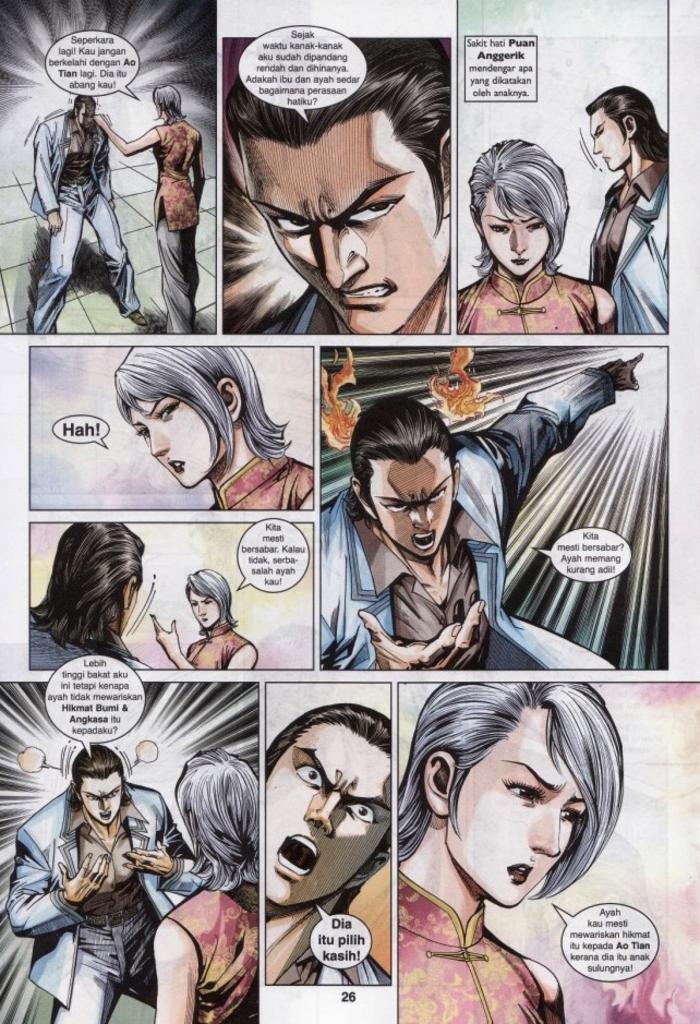 Seperkara
lagi! Kau jangan
berkelahi dengan Ao
Tian lagi. Dia itu
abang kau!
Sejak
waktu kanak-kanak
aku sudah dipandang
rendah dan dihinanya.
Adakah ibu dan ayah sedar
bagaimana perasaan
hatiku?
Sakit hati Puan
Anggerik
mendengar apa
yang dikatakan
oleh anaknya.
Hah!
Kita
mesti bersabar. Kalau
tidak, serba-
salah ayah
kau!
Kita
mesti bersabar?
Ayah memang
kurang adil!
Lebih
tinggi bakat aku
ini tetapi kenapa
ayah tidak mewariskan
Hikmat Bumi &
Angkasa itu
kepadaku?
Dia
itu pilih
kasih!
Ayah
kau mesti
mewariskan hikmat
itu kepada Ao Tian
kerana dia itu anak
sulungnya!
26